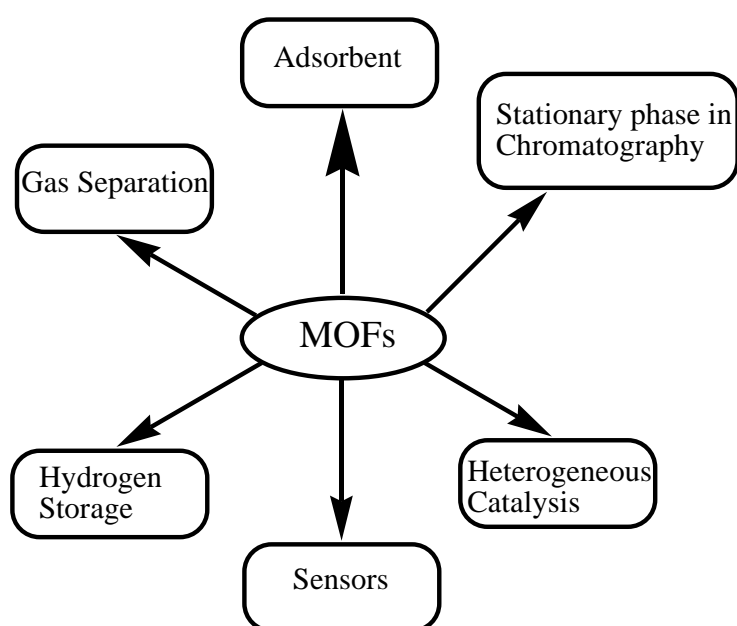 Adsorbent
Stationary phase in
Chromatography
Gas Separation
MOFs
Hydrogen
Storage
Heterogeneous
Catalysis
Sensors